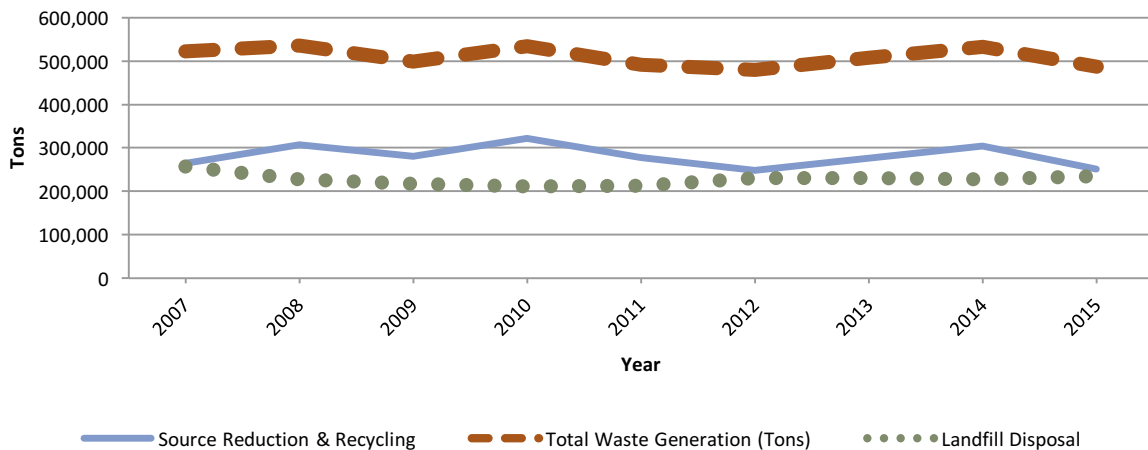 600,000
500,000
400,000
300,000
200,000
100,000
0
Tons
2007 2008 2009 2010 2011 2012 2013 2014 2015
Year
Source Reduction & Recycling Total Waste Generation (Tons) Landfill Disposal